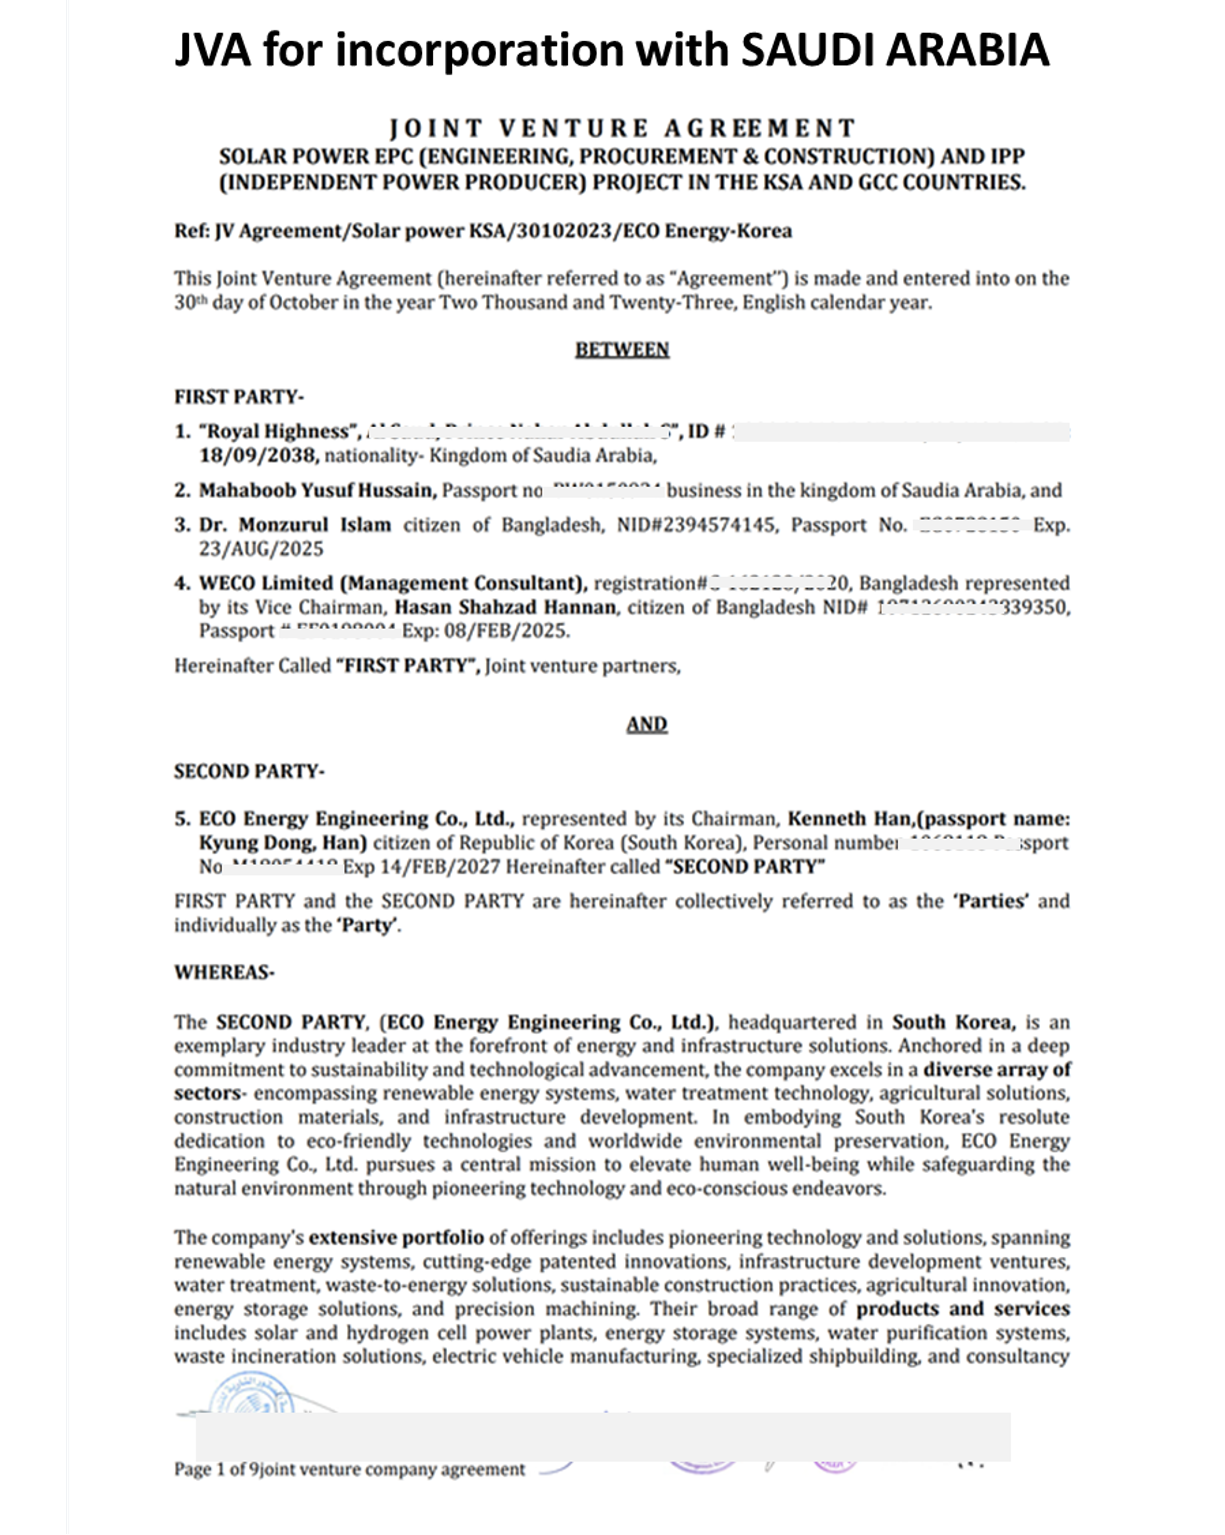 JVA for incorporation with SAUDI ARABIA
JOINT VENTURE AGREEMENT
SOLAR POWER EPC (ENGINEERING, PROCUREMENT & CONSTRUCTION) AND IPP
(INDEPENDENT POWER PRODUCER) PROJECT IN THE KSA AND GCC COUNTRIES.
Ref: JV Agreement/Solar power KSA/30102023/ECO Energy-Korea
This Joint Venture Agreement (hereinafter referred to as “Agreement”) is made and entered into on the
30th day of October in the year Two Thousand and Twenty-Three, English calendar year.
BETWEEN
FIRST PARTY-
1. “Royal Highness”, ”, ID #
18/09/2038, nationality- Kingdom of Saudia Arabia,
2. Mahaboob Yusuf Hussain, Passport no business in the kingdom of Saudia Arabia, and
3. Dr. Monzurul Islam citizen of Bangladesh, NID#2394574145, Passport No. Exp.
23/AUG/2025
4. WECO Limited (Management Consultant), registration# 20, Bangladesh represented
by its Vice Chairman, Hasan Shahzad Hannan, citizen of Bangladesh NID# 339350,
Passport Exp: 08/FEB/2025.
Hereinafter Called “FIRST PARTY”, Joint venture partners,
AND
SECOND PARTY-
5. ECO Energy Engineering Co., Ltd., represented by its Chairman, Kenneth Han,(passport name:
Kyung Dong, Han) citizen of Republic of Korea (South Korea), Personal number sport
No Exp 14/FEB/2027 Hereinafter called “SECOND PARTY”
FIRST PARTY and the SECOND PARTY are hereinafter collectively referred to as the ‘Parties’ and
individually as the ‘Party’.
WHEREAS-
The SECOND PARTY, (ECO Energy Engineering Co., Ltd.), headquartered in South Korea, is an
exemplary industry leader at the forefront of energy and infrastructure solutions. Anchored in a deep
commitment to sustainability and technological advancement, the company excels in a diverse array of
sectors- encompassing renewable energy systems, water treatment technology, agricultural solutions,
construction materials, and infrastructure development. In embodying South Korea's resolute
dedication to eco-friendly technologies and worldwide environmental preservation, ECO Energy
Engineering Co., Ltd. pursues a central mission to elevate human well-being while safeguarding the
natural environment through pioneering technology and eco-conscious endeavors.
The company's extensive portfolio of offerings includes pioneering technology and solutions, spanning
renewable energy systems, cutting-edge patented innovations, infrastructure development ventures,
water treatment, waste-to-energy solutions, sustainable construction practices, agricultural innovation,
energy storage solutions, and precision machining. Their broad range of products and services
includes solar and hydrogen cell power plants, energy storage systems, water purification systems,
waste incineration solutions, electric vehicle manufacturing, specialized shipbuilding, and consultancy
Page 1 of 9joint venture company agreement